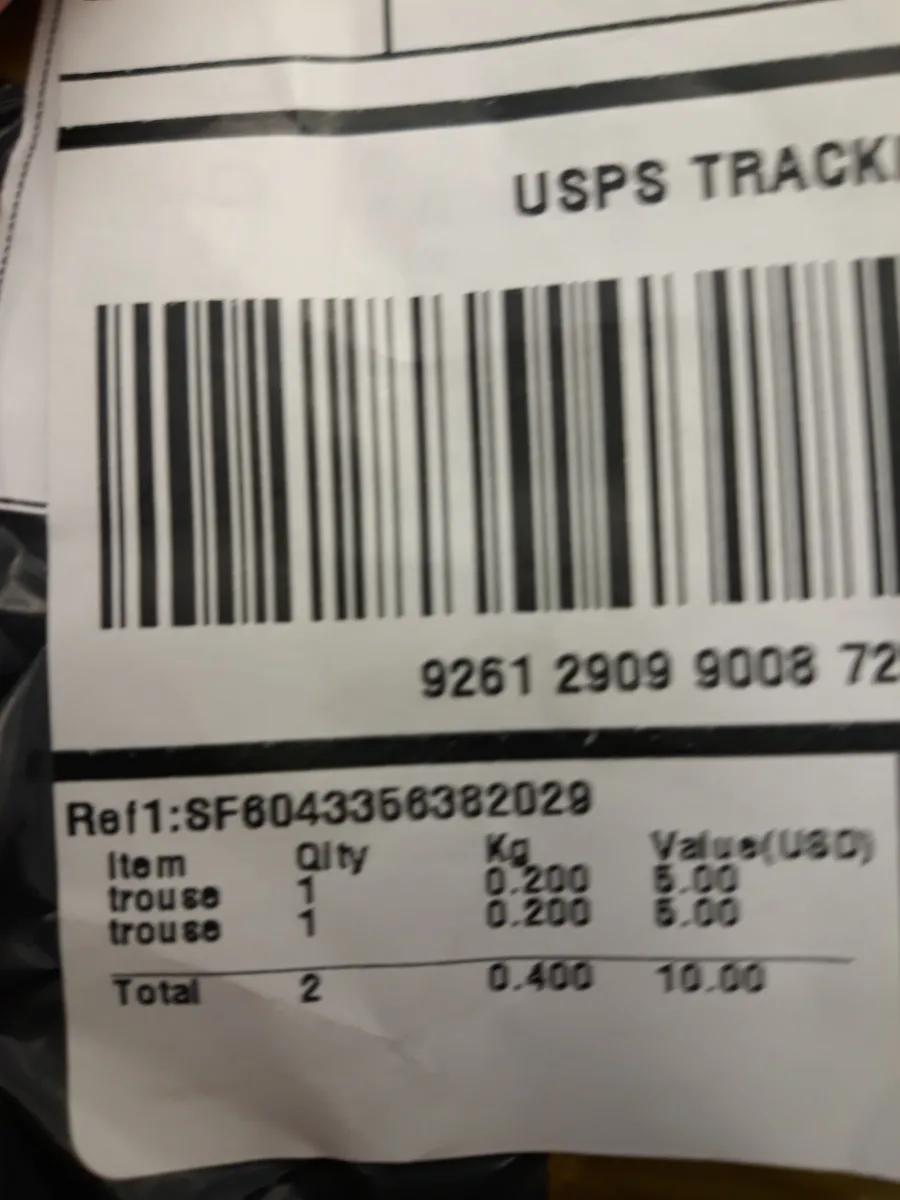 USPS TRACK
9261 2909 9008 72
Ref1:SF6043356382029
Item Qlty Kg Value(USD)
trouse 1 0.200 5.00
trouse 1 0.200 5.00
Total 2 0.400 10.00